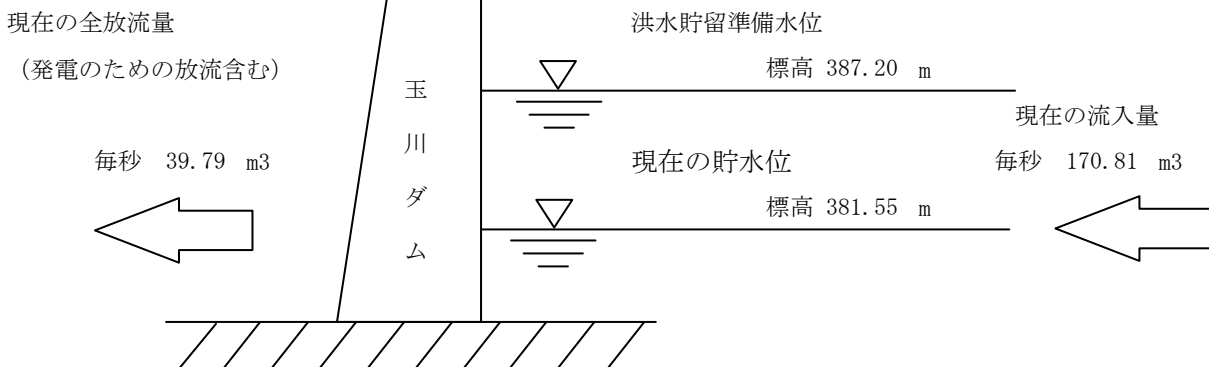 現在の全放流量
（発電のための放流含む）
毎秒 39.79 m3
玉川ダム
洪水貯留準備水位
標高 387.20 m
現在の貯水位
標高 381.55 m
現在の流入量
毎秒 170.81 m3